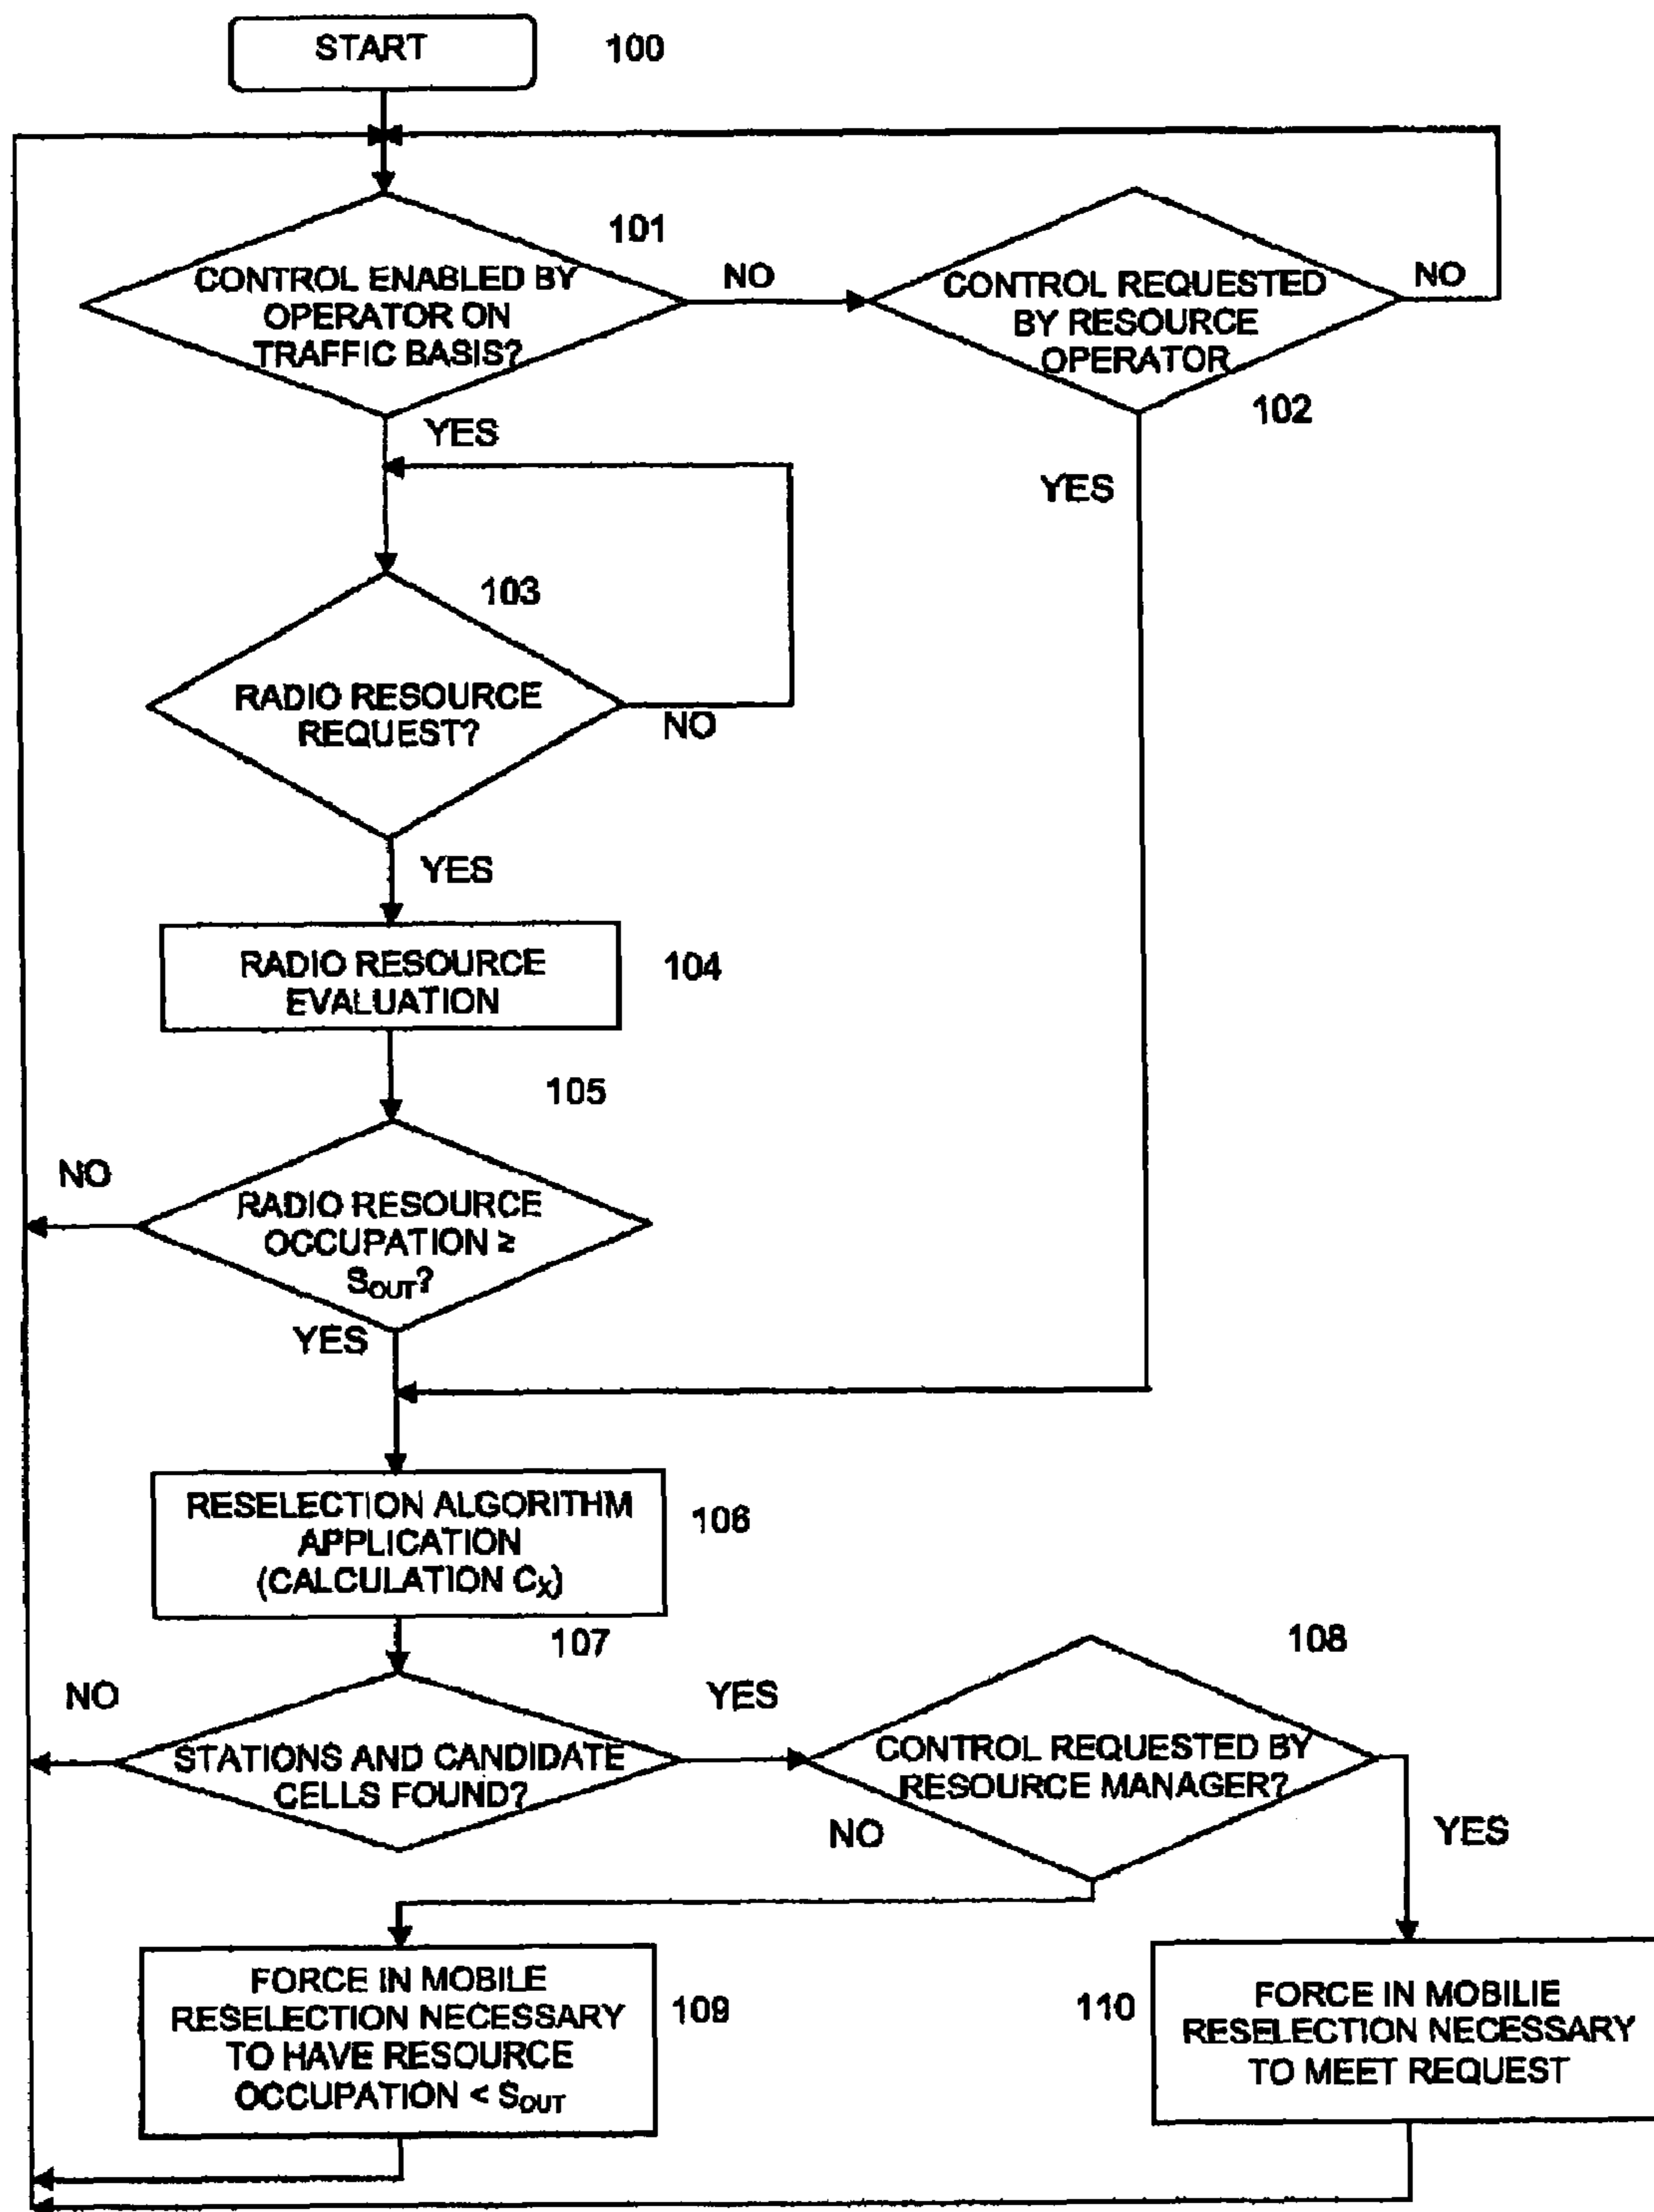 START
100
101
CONTROL ENABLED BY
OPERATOR ON
TRAFFIC BASIS?
NO
CONTROL REQUESTED
BY RESOURCE
OPERATOR
NO
102
YES
YES
103
RADIO RESOURCE
REQUEST?
NO
YES
RADIO RESOURCE
EVALUATION
104
105
NO
RADIO RESOURCE
OCCUPATION ≥
SOUT?
YES
RESELECTION ALGORITHM
APPLICATION
(CALCULATION CX)
106
107
108
NO
STATIONS AND CANDIDATE
CELLS FOUND?
YES
CONTROL REQUESTED BY
RESOURCE MANAGER?
NO
YES
FORCE IN MOBILE
RESELECTION NECESSARY
TO HAVE RESOURCE
OCCUPATION < SOUT
109
110
FORCE IN MOBILIE
RESELECTION NECESSARY
TO MEET REQUEST